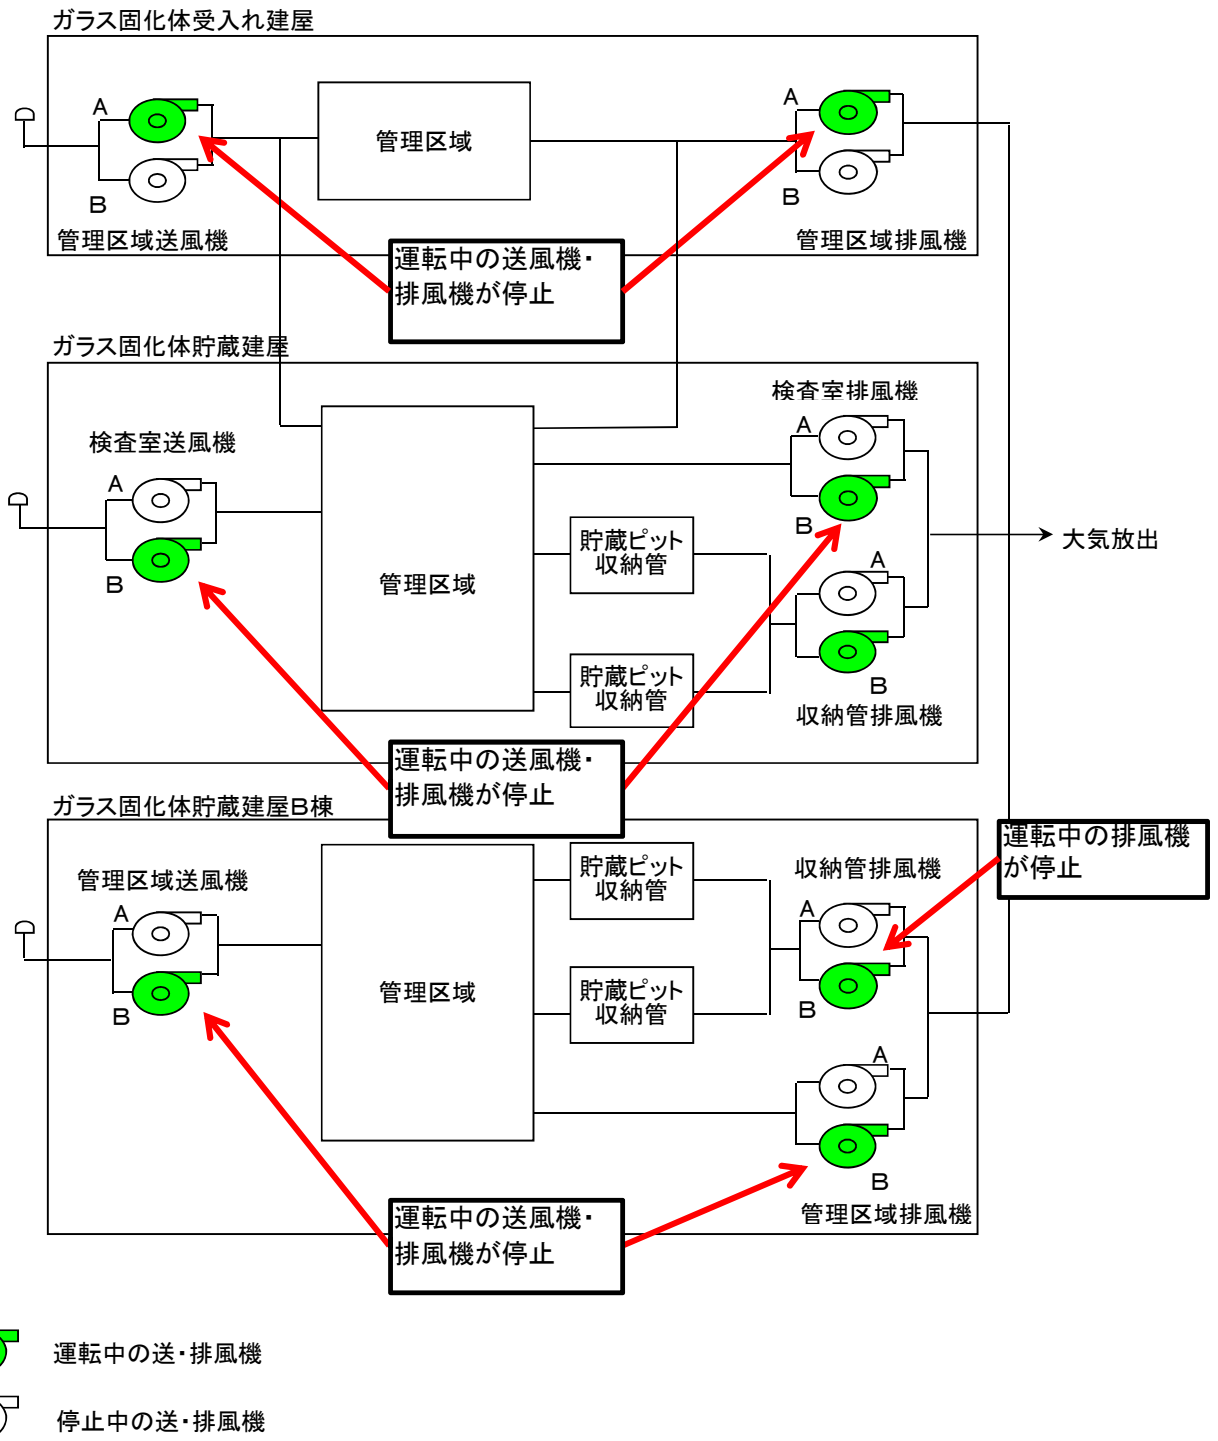 ガラス固化体受入れ建屋
A
B
管理区域送風機
管理区域
A
B
管理区域排風機
運転中の送風機・
排風機が停止
ガラス固化体貯蔵建屋
検査室送風機
A
B
管理区域
貯蔵ピット
収納管
貯蔵ピット
収納管
検査室排風機
A
B
A
B
収納管排風機
大気放出
運転中の送風機・
排風機が停止
ガラス固化体貯蔵建屋B棟
管理区域送風機
A
B
管理区域
貯蔵ピット
収納管
貯蔵ピット
収納管
収納管排風機
A
B
A
B
管理区域排風機
運転中の排風機
が停止
運転中の送風機・
排風機が停止
運転中の送・排風機
停止中の送・排風機